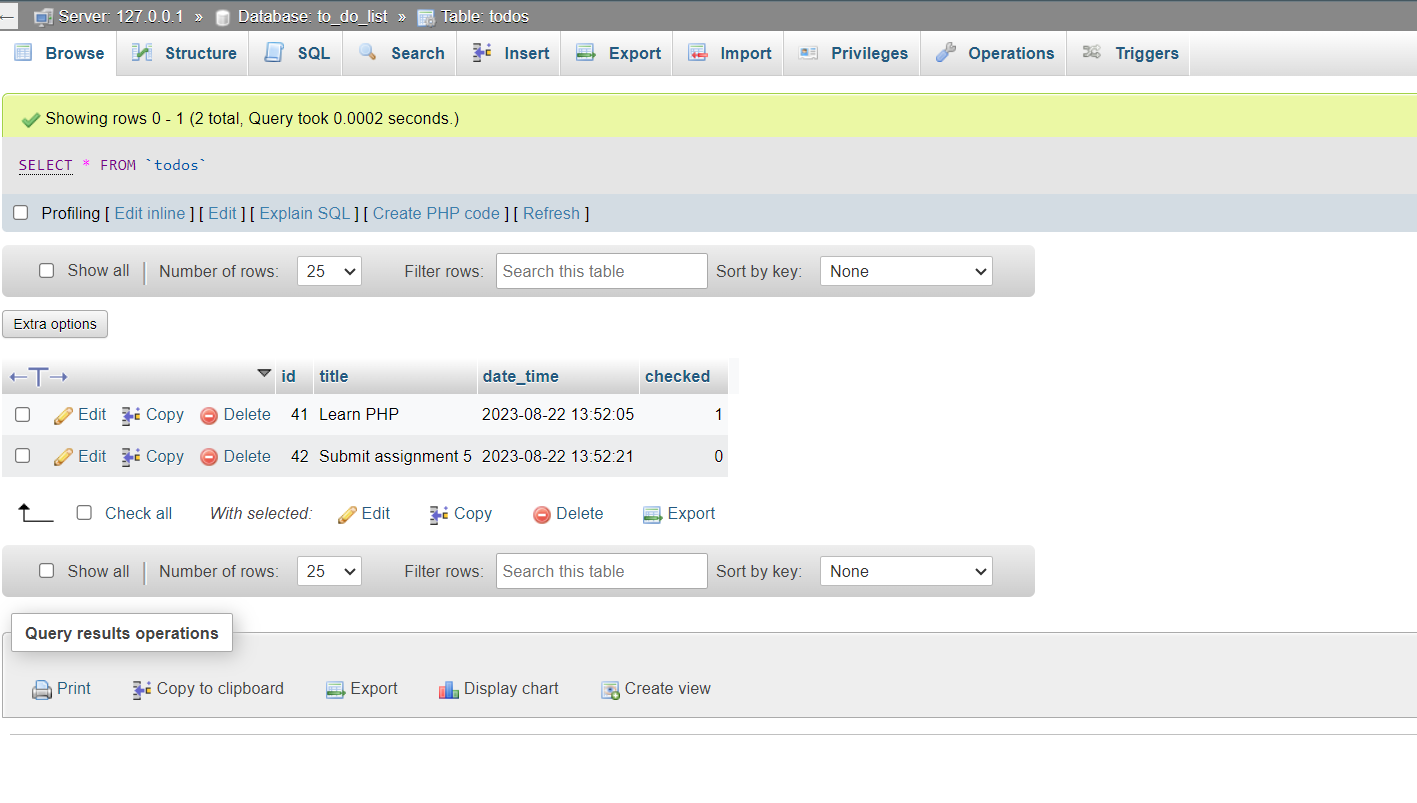 Server: 127.0.0.1 » Database: to_do_list » Table: todos
Browse Structure SQL Search Insert Export Import Privileges Operations Triggers
Showing rows 0 - 1 (2 total, Query took 0.0002 seconds.)
SELECT * FROM `todos`
Profiling [ Edit inline ] [ Edit ] [ Explain SQL ] [ Create PHP code ] [ Refresh ]
Show all | Number of rows: 25 Filter rows: Search this table Sort by key: None
Extra options
←T→ id title date_time checked
Edit Copy Delete 41 Learn PHP 2023-08-22 13:52:05 1
Edit Copy Delete 42 Submit assignment 5 2023-08-22 13:52:21 0
Check all With selected: Edit Copy Delete Export
Show all | Number of rows: 25 Filter rows: Search this table Sort by key: None
Query results operations
Print Copy to clipboard Export Display chart Create view